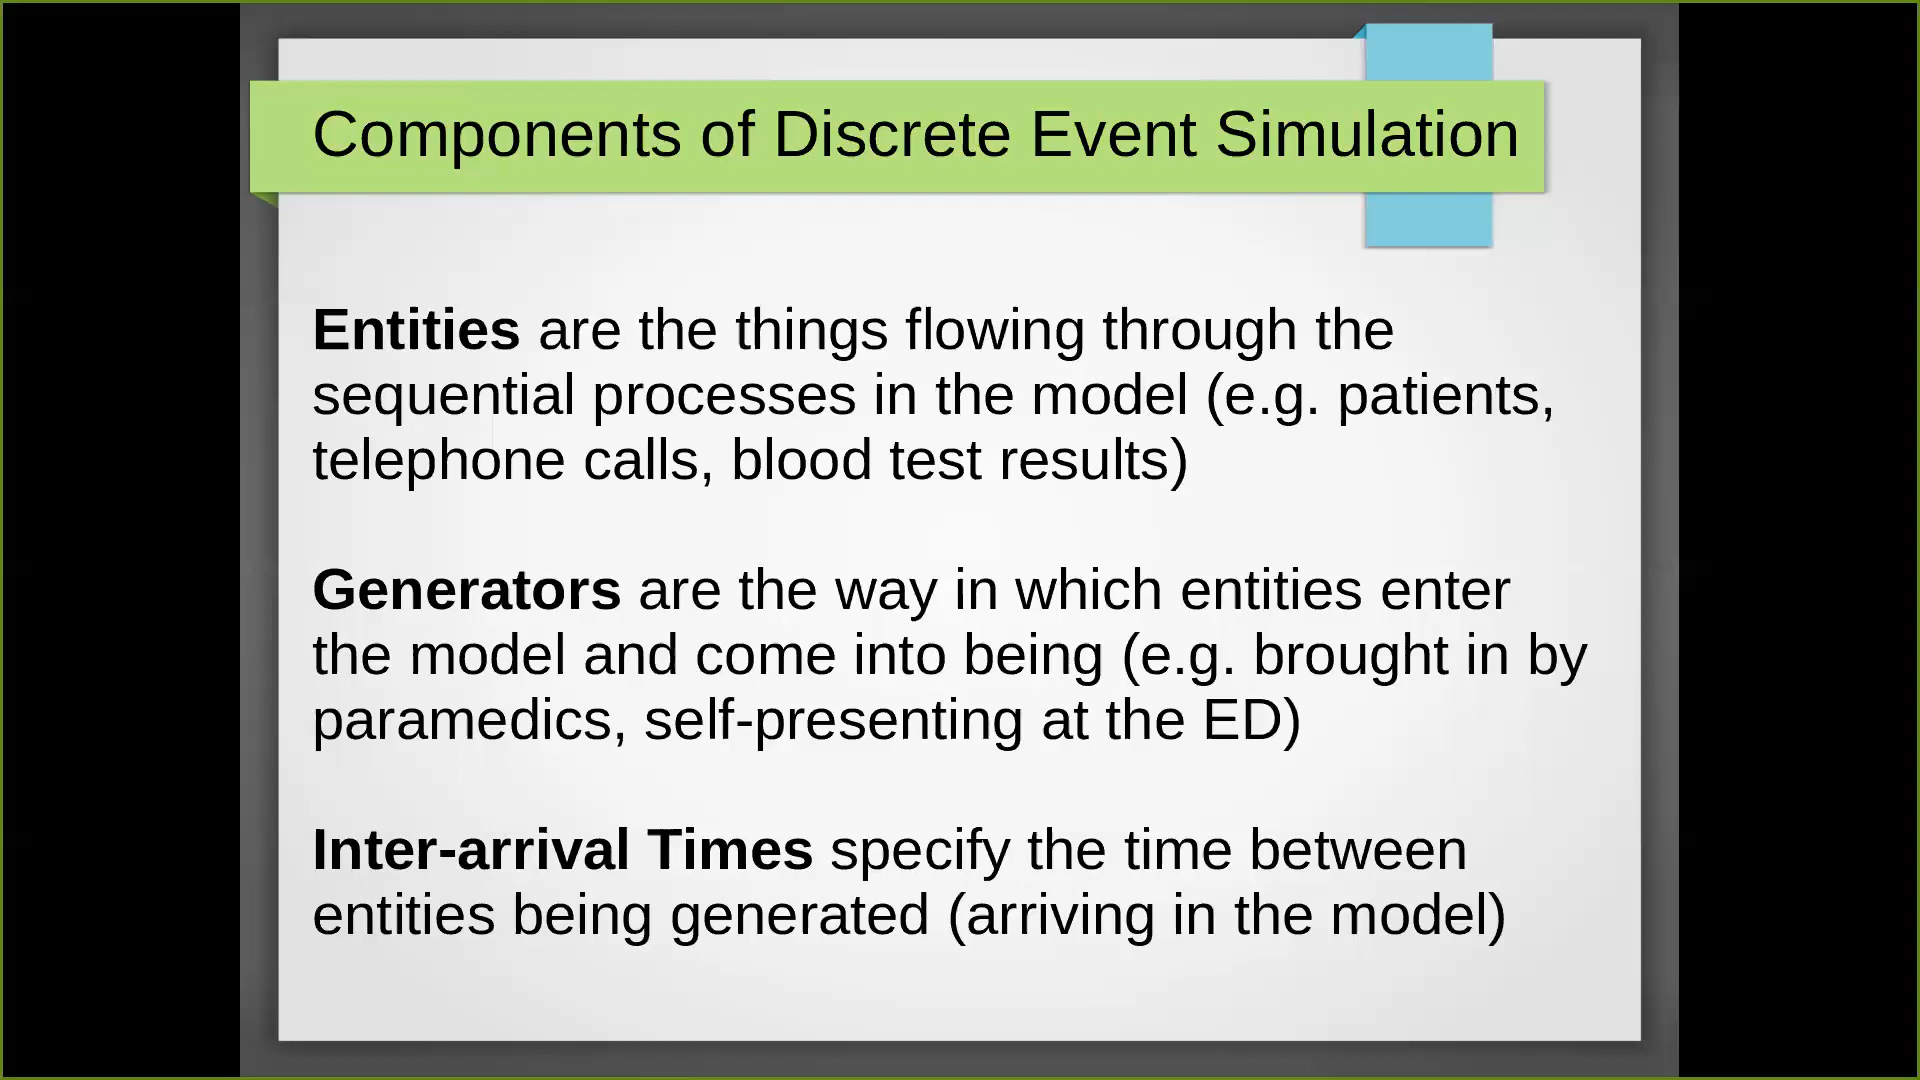 Components of Discrete Event Simulation
Entities are the things flowing through the
sequential processes in the model (e.g. patients,
telephone calls, blood test results)
Generators are the way in which entities enter
the model and come into being (e.g. brought in by
paramedics, self-presenting at the ED)
Inter-arrival Times specify the time between
entities being generated (arriving in the model)